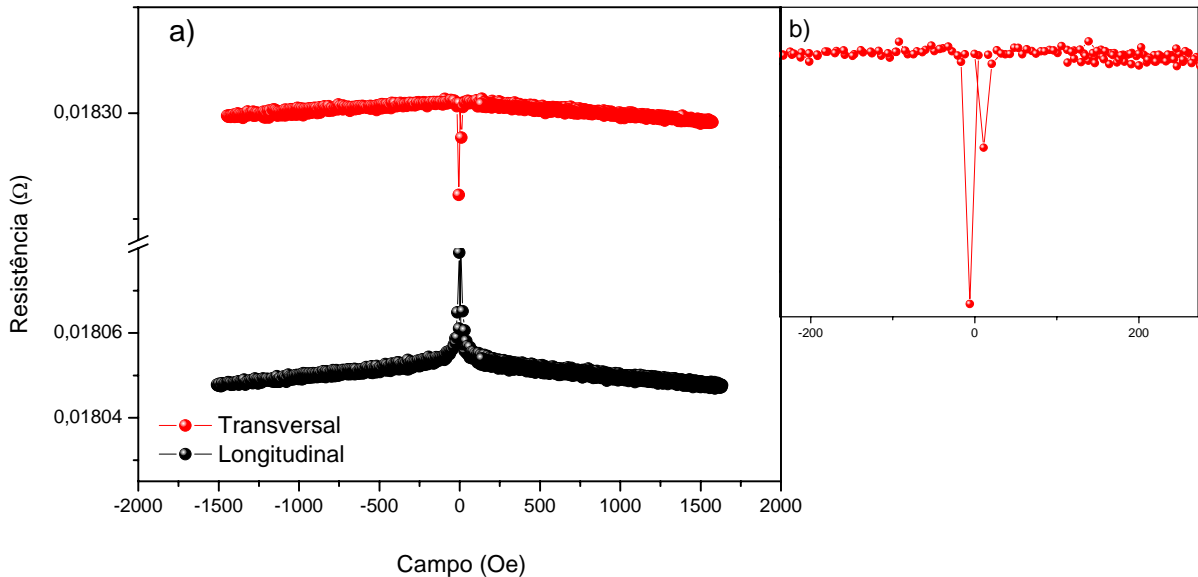 a)
b)
Resistência (Ω)
0,01830
0,01806
0,01804
Transversal
Longitudinal
-2000 -1500 -1000 -500 0 500 1000 1500 2000
Campo (Oe)
-200 0 200